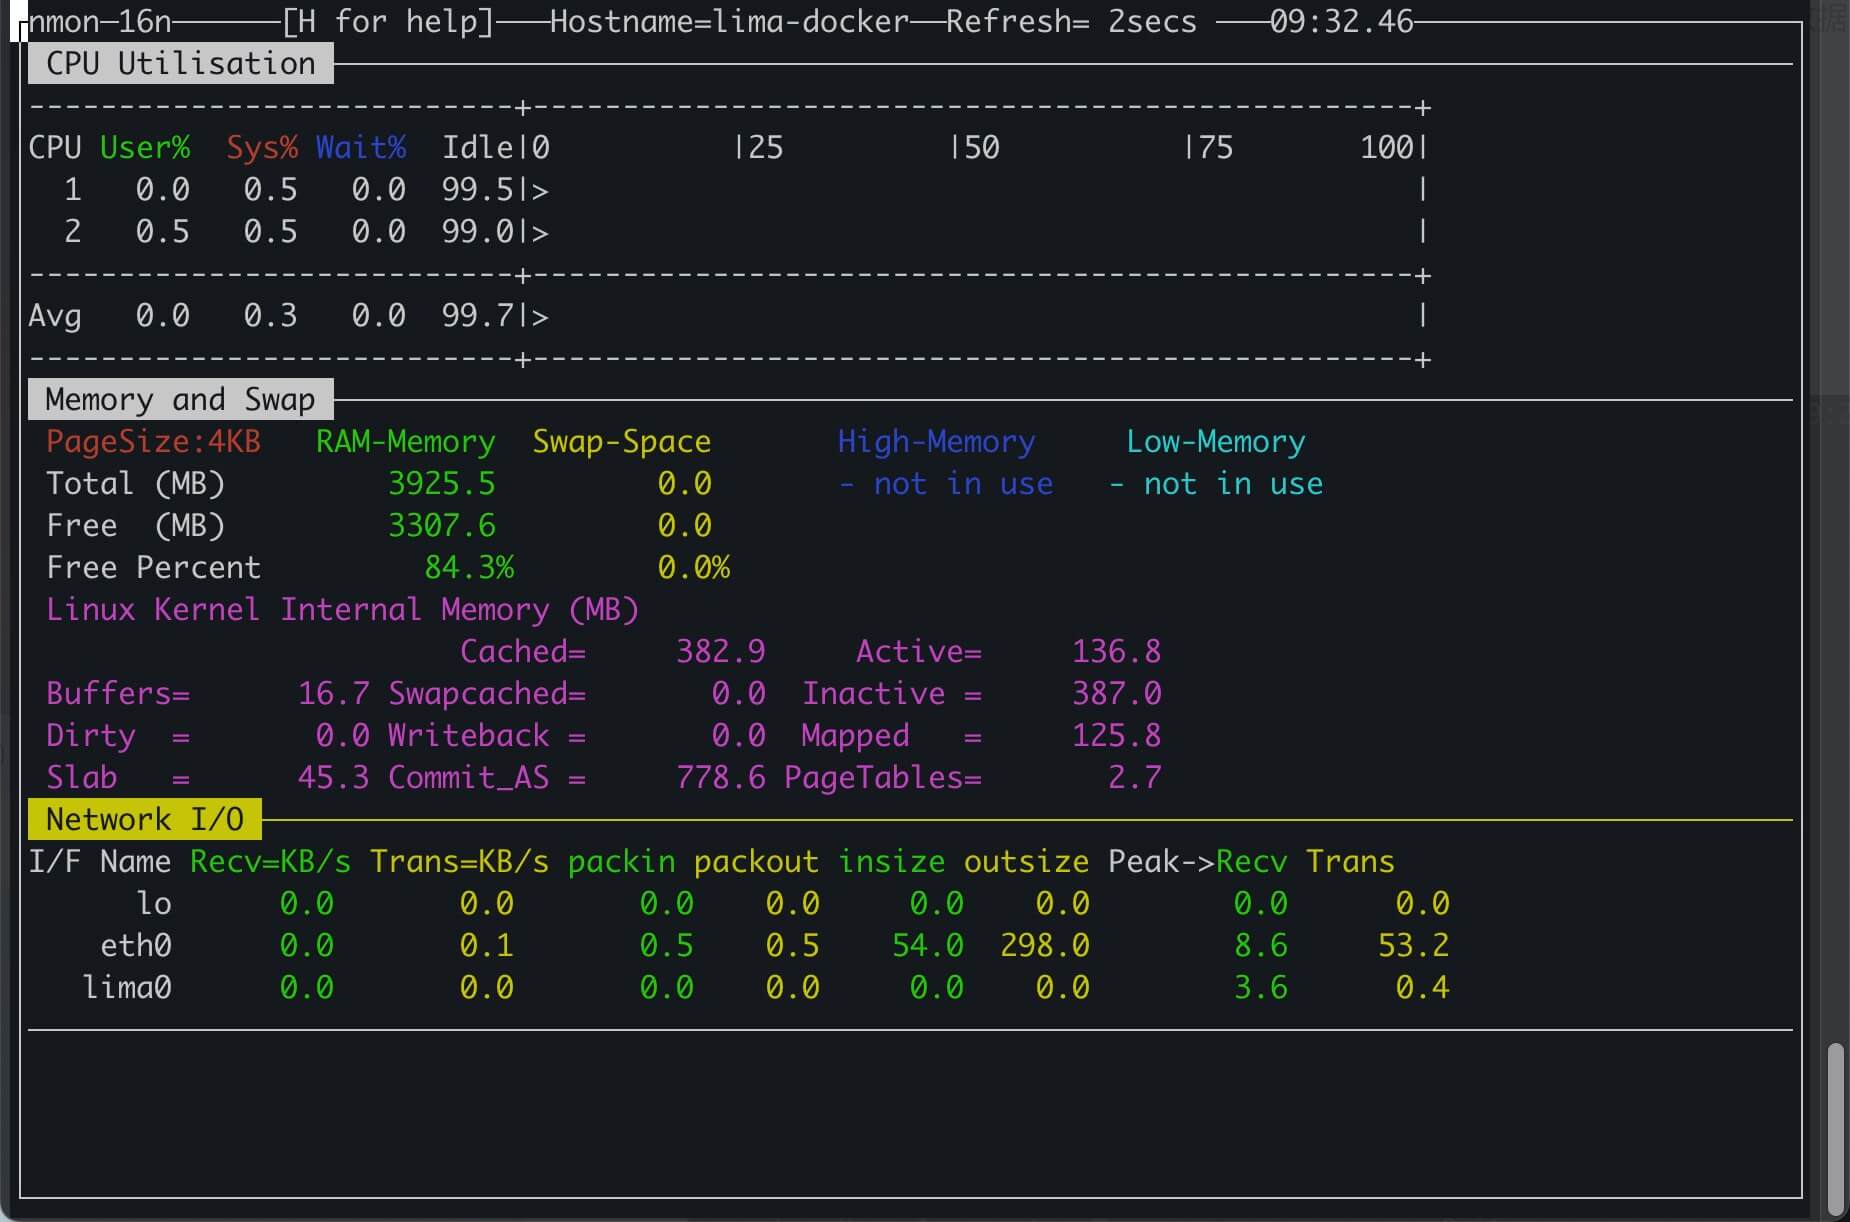 nmon-16n [H for help] Hostname=lima-docker Refresh= 2secs 09:32.46
CPU Utilisation
---------------------------+-------------------------------------------------+
CPU User% Sys% Wait% Idle|0 |25 |50 |75 100|
1 0.0 0.5 0.0 99.5|> |
2 0.5 0.5 0.0 99.0|> |
---------------------------+-------------------------------------------------+
Avg 0.0 0.3 0.0 99.7|> |
---------------------------+-------------------------------------------------+
Memory and Swap
PageSize:4KB RAM-Memory Swap-Space High-Memory Low-Memory
Total (MB) 3925.5 0.0 - not in use - not in use
Free (MB) 3307.6 0.0
Free Percent 84.3% 0.0%
Linux Kernel Internal Memory (MB)
Cached= 382.9 Active= 136.8
Buffers= 16.7 Swapcached= 0.0 Inactive = 387.0
Dirty = 0.0 Writeback = 0.0 Mapped = 125.8
Slab = 45.3 Commit_AS = 778.6 PageTables= 2.7
Network I/O
I/F Name Recv=KB/s Trans=KB/s packin packout insize outsize Peak->Recv Trans
lo 0.0 0.0 0.0 0.0 0.0 0.0 0.0 0.0
eth0 0.0 0.1 0.5 0.5 54.0 298.0 8.6 53.2
lima0 0.0 0.0 0.0 0.0 0.0 0.0 3.6 0.4